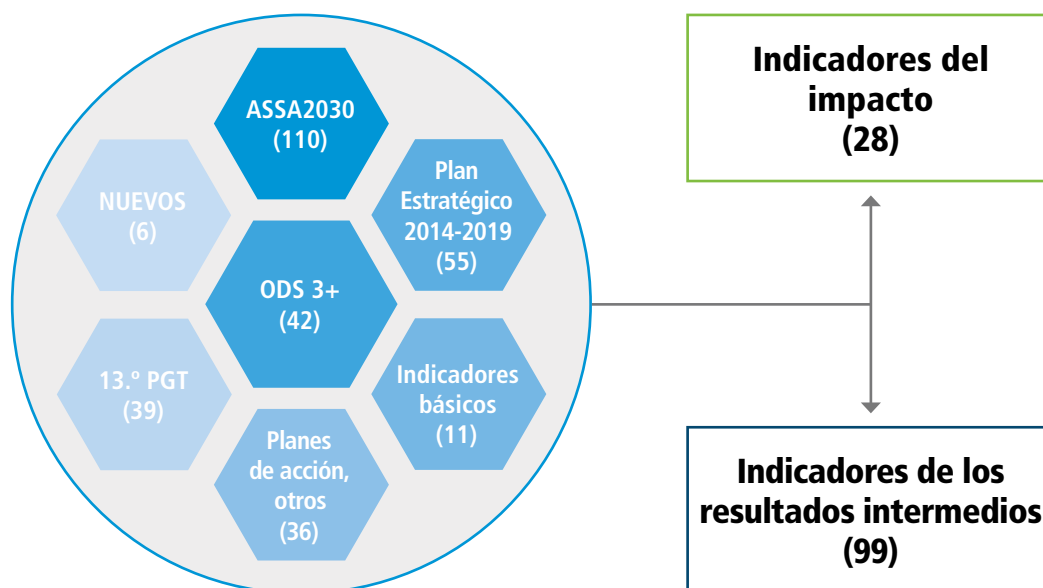 ASSA2030
(110)
NUEVOS
(6)
Plan
Estratégico
2014-2019
(55)
ODS 3+
(42)
13.º PGT
(39)
Indicadores
básicos
(11)
Planes
de acción,
otros
(36)
Indicadores del
impacto
(28)
Indicadores de los
resultados intermedios
(99)